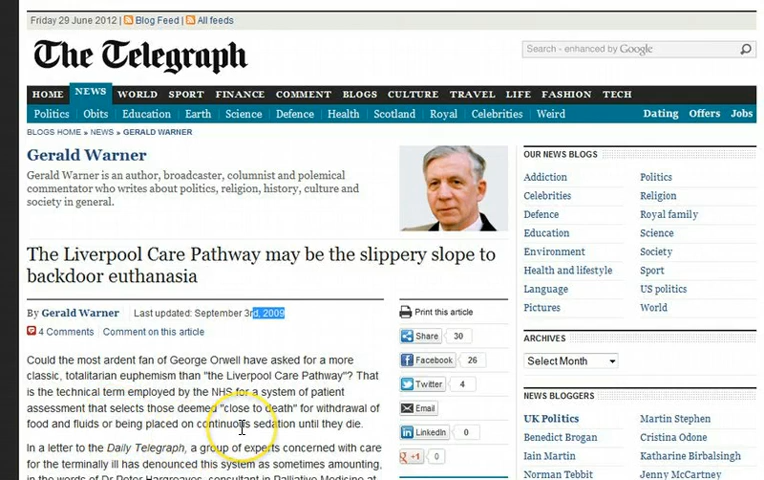 Friday 29 June 2012 | Blog Feed | All feeds
The Telegraph
Search - enhanced by Google
HOME NEWS WORLD SPORT FINANCE COMMENT BLOGS CULTURE TRAVEL LIFE FASHION TECH
Politics Obits Education Earth Science Defence Health Scotland Royal Celebrities Weird Dating Offers Jobs
BLOGS HOME » NEWS » GERALD WARNER
Gerald Warner
Gerald Warner is an author, broadcaster, columnist and polemical
commentator who writes about politics, religion, history, culture and
society in general.
The Liverpool Care Pathway may be the slippery slope to
backdoor euthanasia
By Gerald Warner Last updated: September 3rd, 2009
4 Comments Comment on this article
Could the most ardent fan of George Orwell have asked for a more
classic, totalitarian euphemism than "the Liverpool Care Pathway"? That
is the technical term employed by the NHS for a system of patient
assessment that selects those deemed "close to death" for withdrawal of
food and fluids or being placed on continuous sedation until they die.
In a letter to the Daily Telegraph, a group of experts concerned with care
for the terminally ill has denounced this system as sometimes amounting,
in the words of Dr Peter Hargreaves, consultant in Palliative Medicine at
Print this article
Share 30
Facebook 26
Twitter 4
Email
LinkedIn 0
+1 0
OUR NEWS BLOGS
Addiction Politics
Celebrities Religion
Defence Royal family
Education Science
Environment Society
Health and lifestyle Sport
Language US politics
Pictures World
ARCHIVES
Select Month
NEWS BLOGGERS
UK Politics Martin Stephen
Benedict Brogan Cristina Odone
Iain Martin Katharine Birbalsingh
Norman Tebbit Jenny McCartney